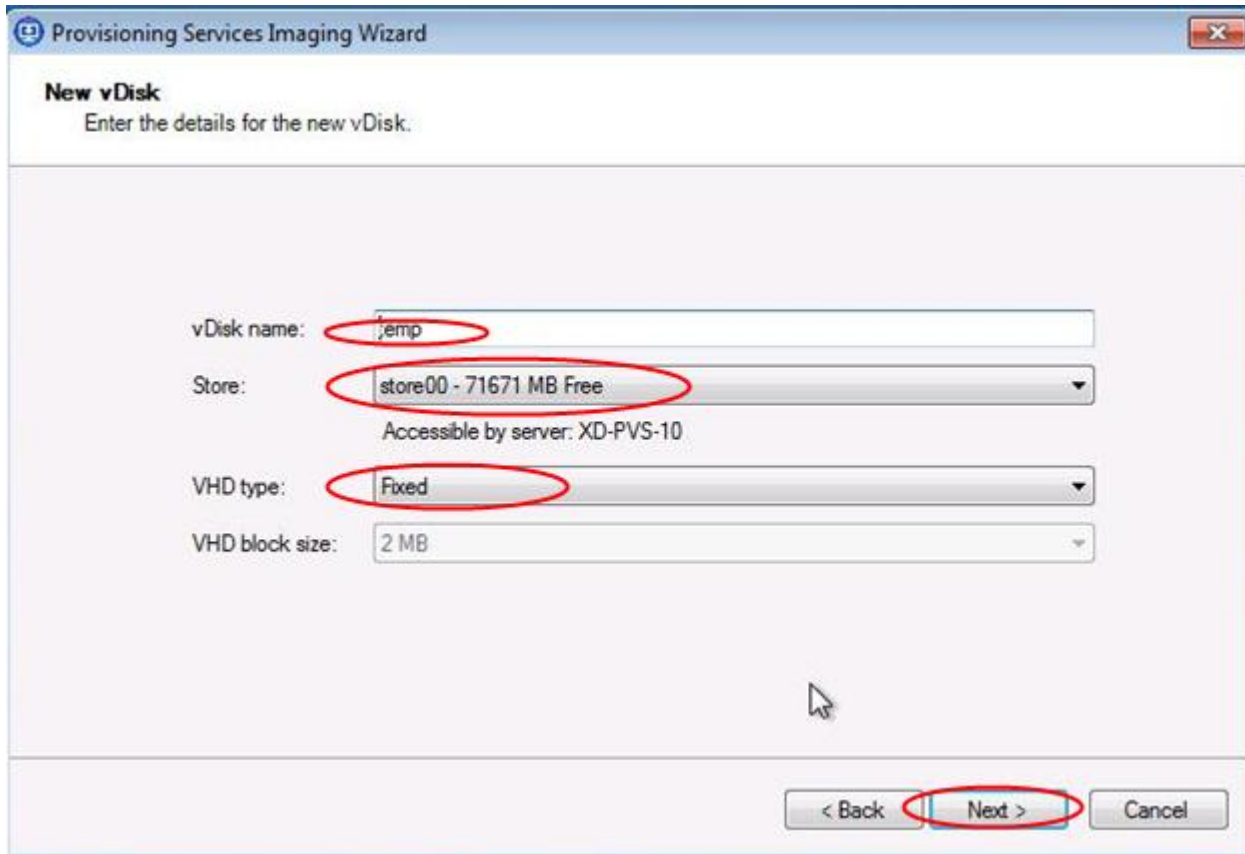 Provisioning Services Imaging Wizard
New vDisk
Enter the details for the new vDisk.
vDisk name: temp
Store: store00 - 71671 MB Free
Accessible by server: XD-PVS-10
VHD type: Fixed
VHD block size: 2 MB
< Back Next > Cancel